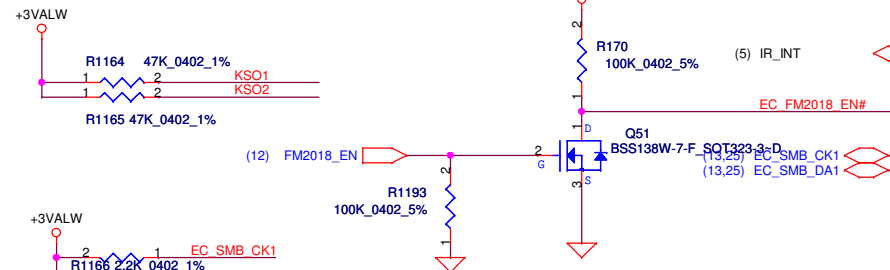 +3VALW
R1164 47K_0402_1%
1 2 KSO1
1 2 KSO2
R1165 47K_0402_1%
2
R170
100K_0402_5%
1
(5) IR_INT
EC_FM2018_EN#
1 D
Q51
BSS138W-7-F_SOT323-3~D
2 G
3 S
(12) FM2018_EN
2
R1193
100K_0402_5%
1
(13,25) EC_SMB_CK1
(13,25) EC_SMB_DA1
+3VALW
2 1 EC_SMB_CK1
R1166 2.2K_0402_1%